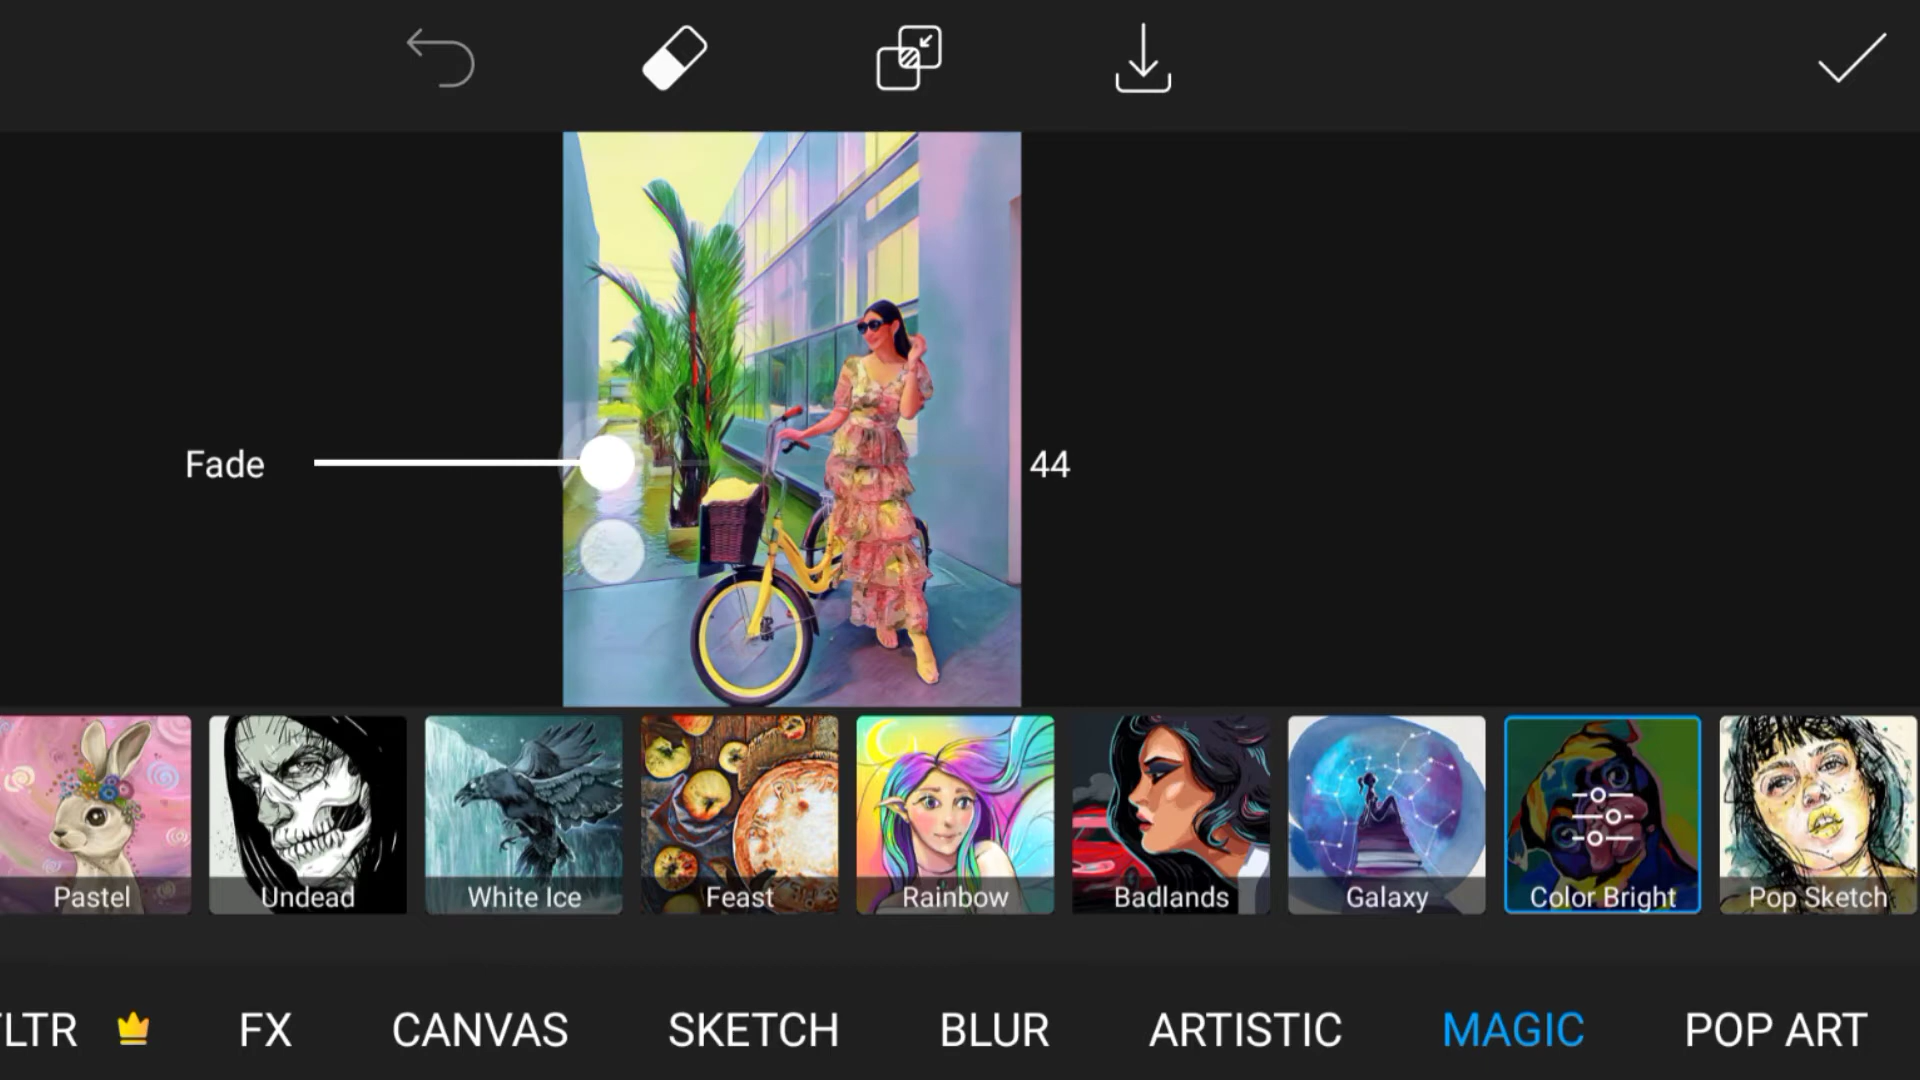 Fade 44
Pastel Undead White Ice Feast Rainbow Badlands Galaxy Color Bright Pop Sketch
LTR FX CANVAS SKETCH BLUR ARTISTIC MAGIC POP ART